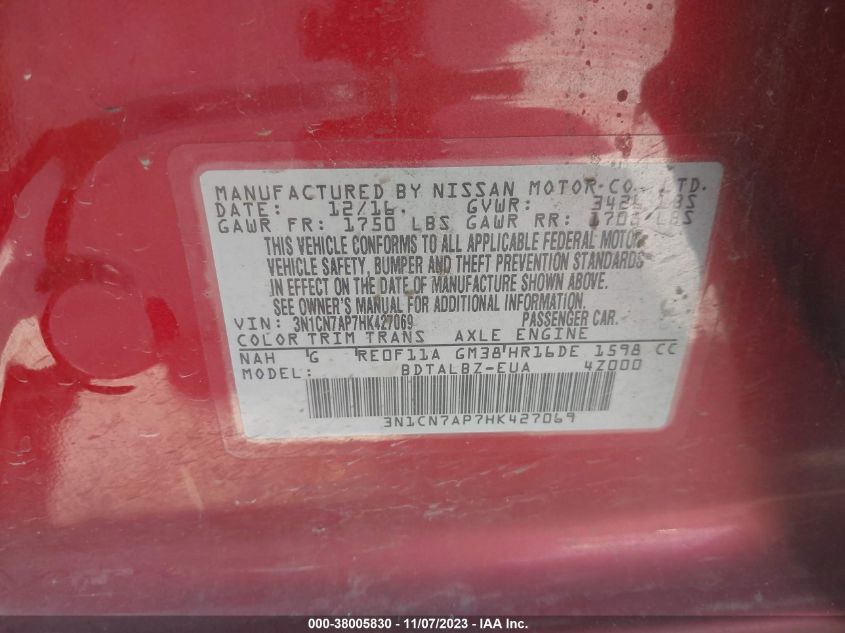 MANUFACTURED BY NISSAN MOTOR CO., LTD.
DATE: 12/16. GVWR: LBS
GAWR FR: 1750 LBS GAWR RR: LBS
THIS VEHICLE CONFORMS TO ALL APPLICABLE FEDERAL MOTOR
VEHICLE SAFETY, BUMPER AND THEFT PREVENTION STANDARDS
IN EFFECT ON THE DATE OF MANUFACTURE SHOWN ABOVE.
SEE OWNER'S MANUAL FOR ADDITIONAL INFORMATION.
VIN: 3N1CN7AP7HK427069 PASSENGER CAR.
COLOR TRIM TRANS AXLE ENGINE
NAH G RE0F11A GM38 HR16DE 1598 CC
MODEL: BDTALBZ-EUA 4Z000
3N1CN7AP7HK427069
000-38005830 - 11/07/2023 - IAA Inc.